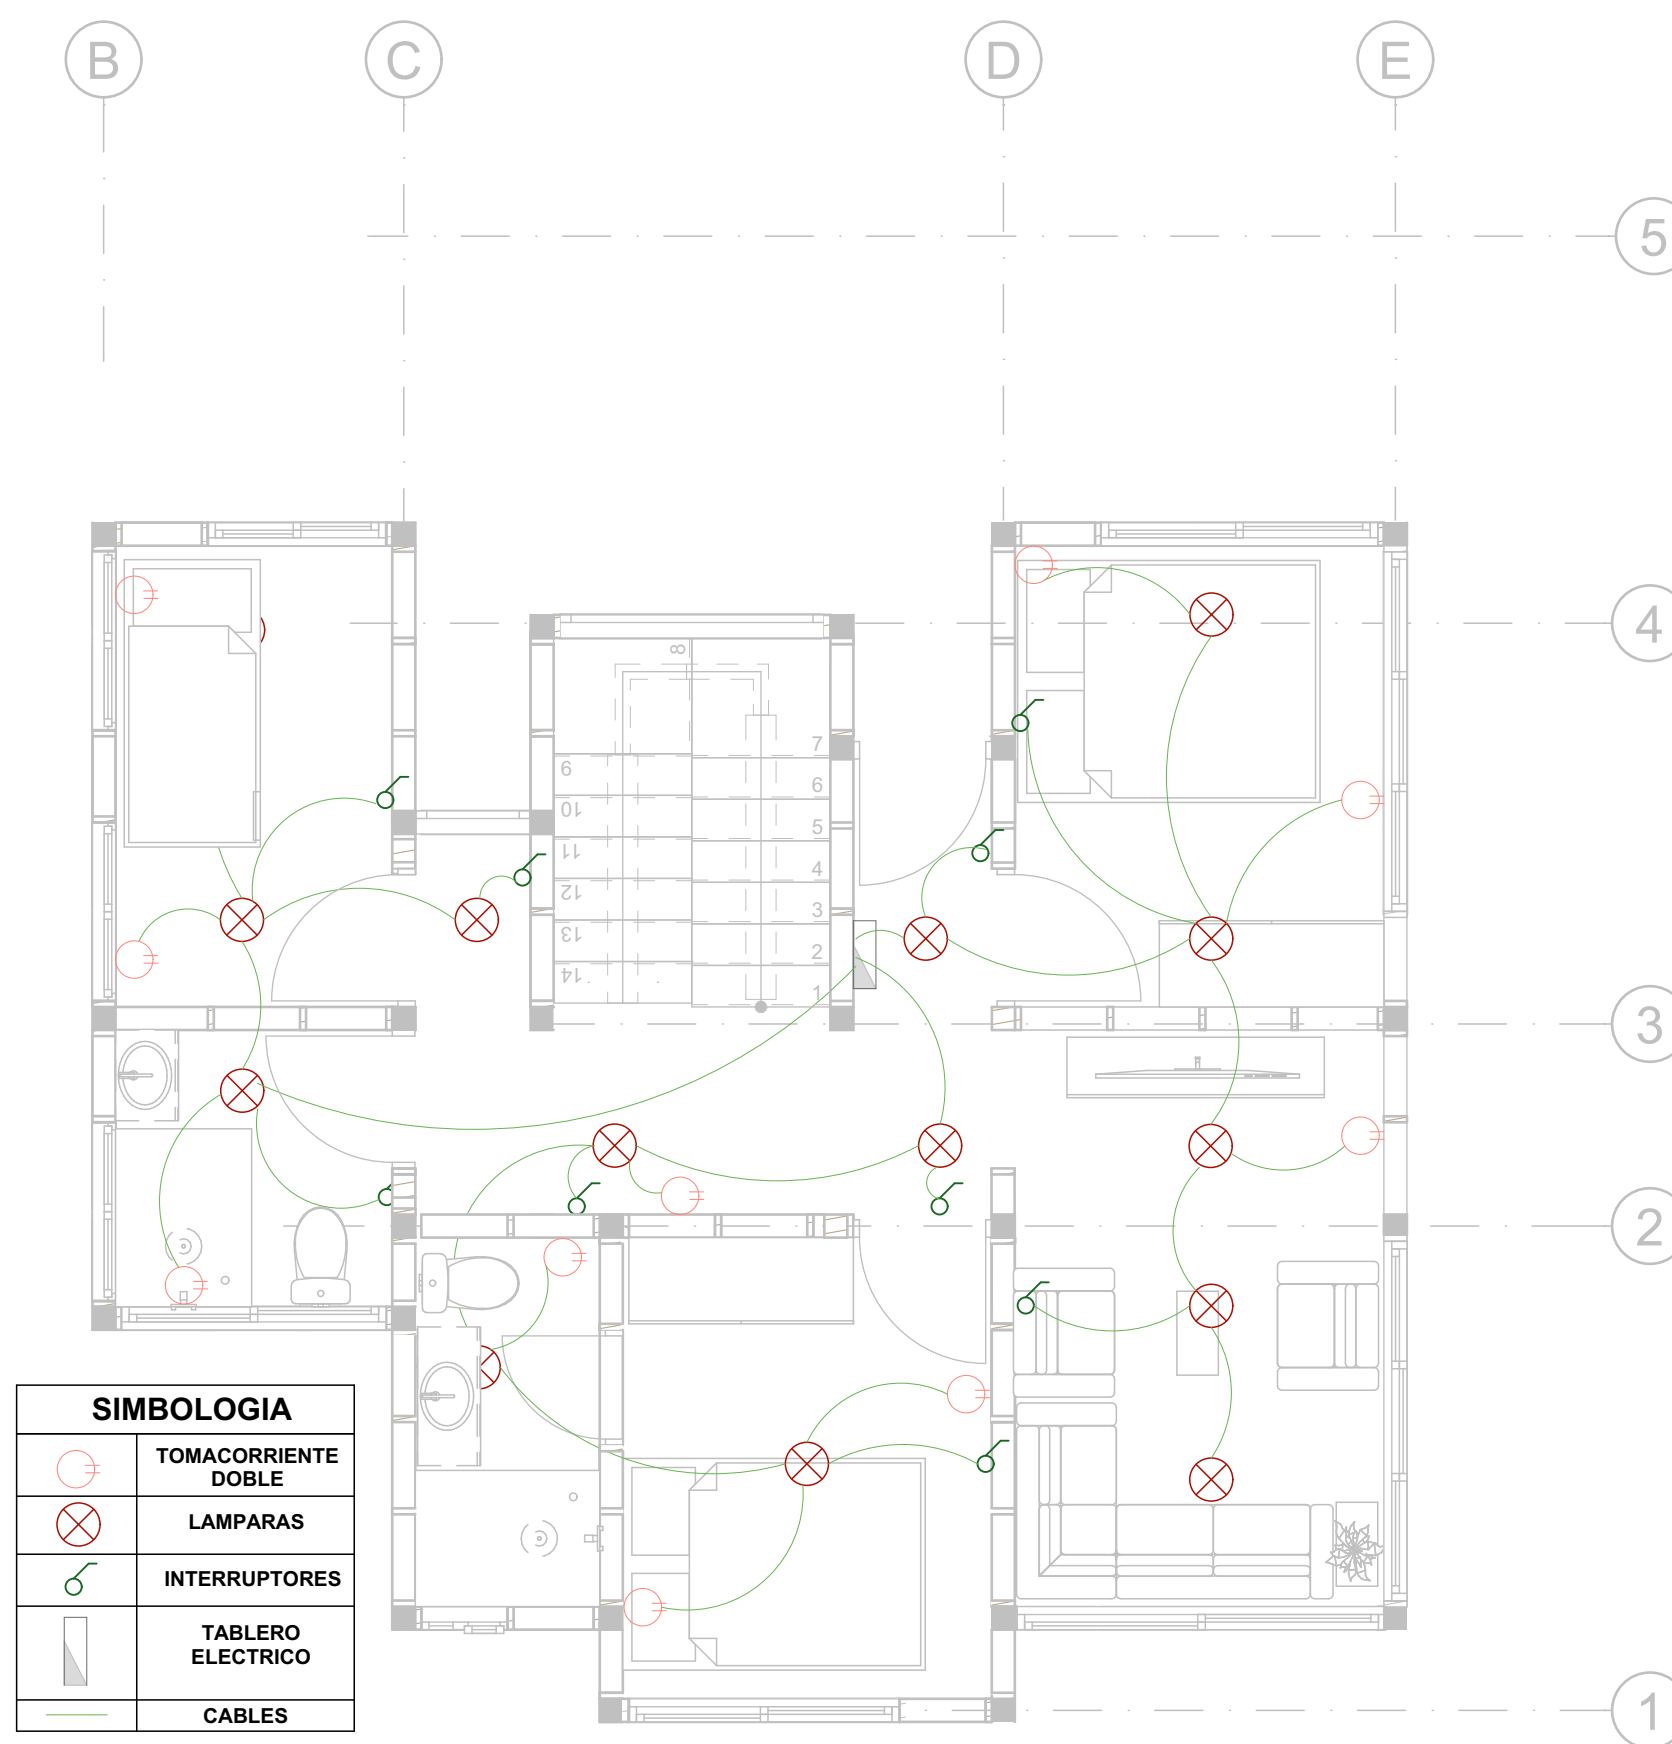 B
C
D
E
5
4
3
2
1
8
7
6
5
4
3
2
1
9
10
11
12
13
14
SIMBOLOGIA
TOMACORRIENTE
DOBLE
LAMPARAS
INTERRUPTORES
TABLERO
ELECTRICO
CABLES